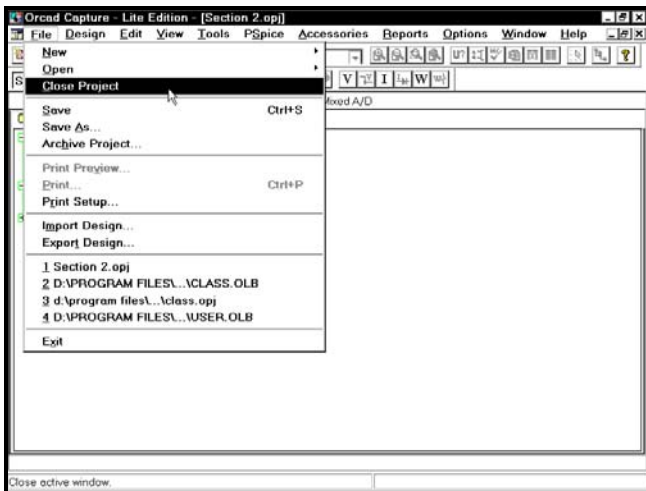 Orcad Capture - Lite Edition - [Section 2.opj]
File Design Edit View Tools PSpice Accessories Reports Options Window Help
New
Open
Close Project
Save Ctrl+S
Save As...
Archive Project...
Print Preview...
Print... Ctrl+P
Print Setup...
Import Design...
Export Design...
1 Section 2.opj
2 D:\PROGRAM FILES\...\CLASS.OLB
3 d:\program files\...\class.opj
4 D:\PROGRAM FILES\...\USER.OLB
Exit
V I W
Mixed A/D
Close active window.